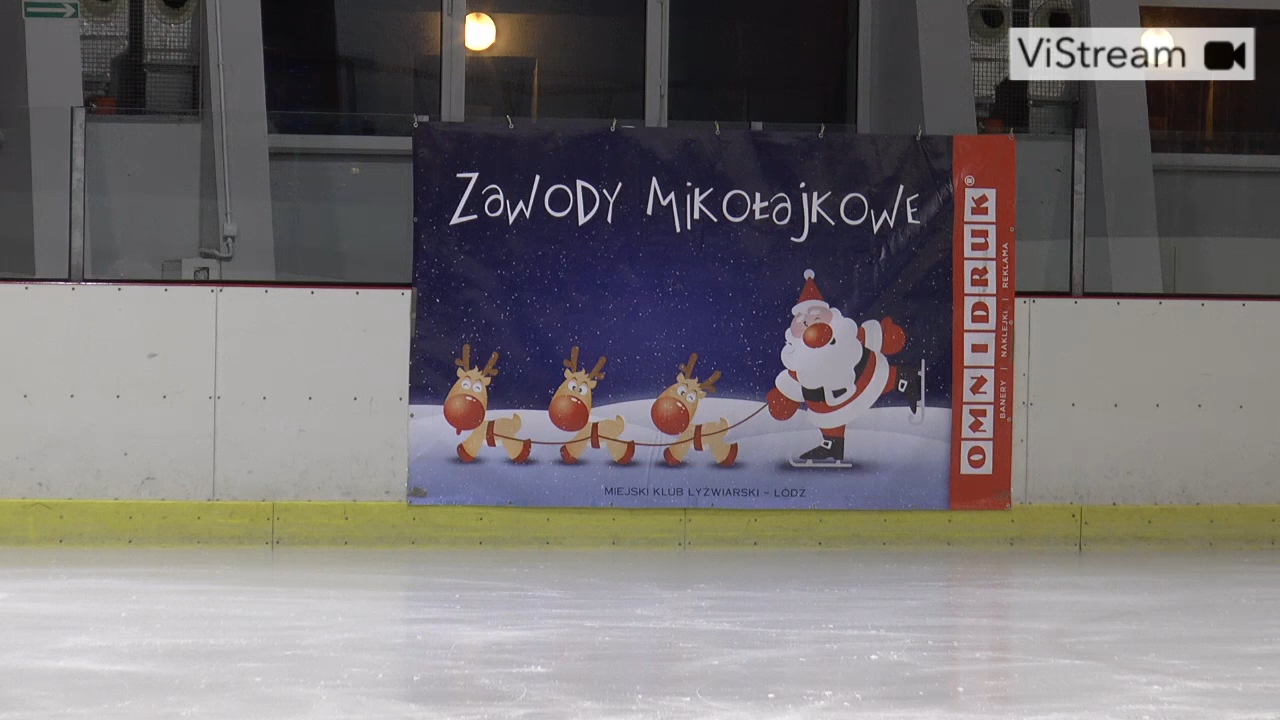 ViStream
ZAWODY MIKOŁAJKOWE
OMNIDRUK®
BANERY | NAKLEJKI | REKLAMA
MIEJSKI KLUB ŁYŻWIARSKI – ŁÓDŹ